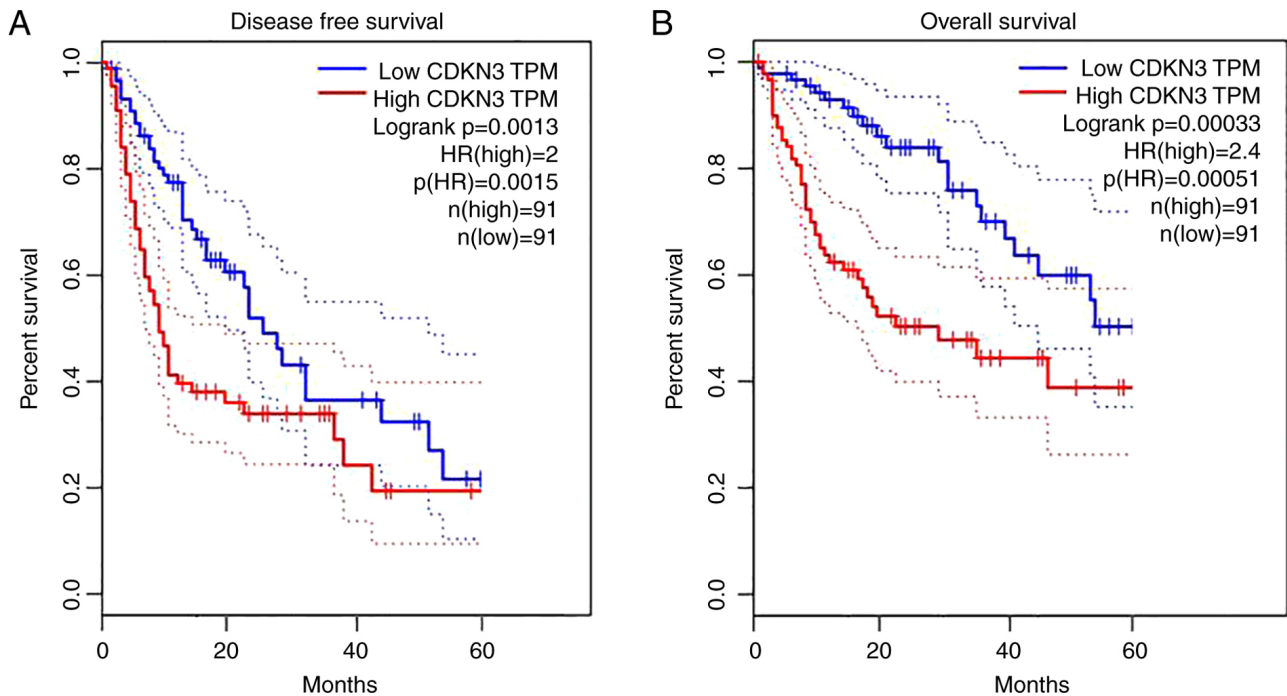 A
Disease free survival
Low CDKN3 TPM
High CDKN3 TPM
Logrank p=0.0013
HR(high)=2
p(HR)=0.0015
n(high)=91
n(low)=91
Percent survival
1.0
0.8
0.6
0.4
0.2
0.0
0 20 40 60
Months
B
Overall survival
Low CDKN3 TPM
High CDKN3 TPM
Logrank p=0.00033
HR(high)=2.4
p(HR)=0.00051
n(high)=91
n(low)=91
Percent survival
1.0
0.8
0.6
0.4
0.2
0.0
0 20 40 60
Months